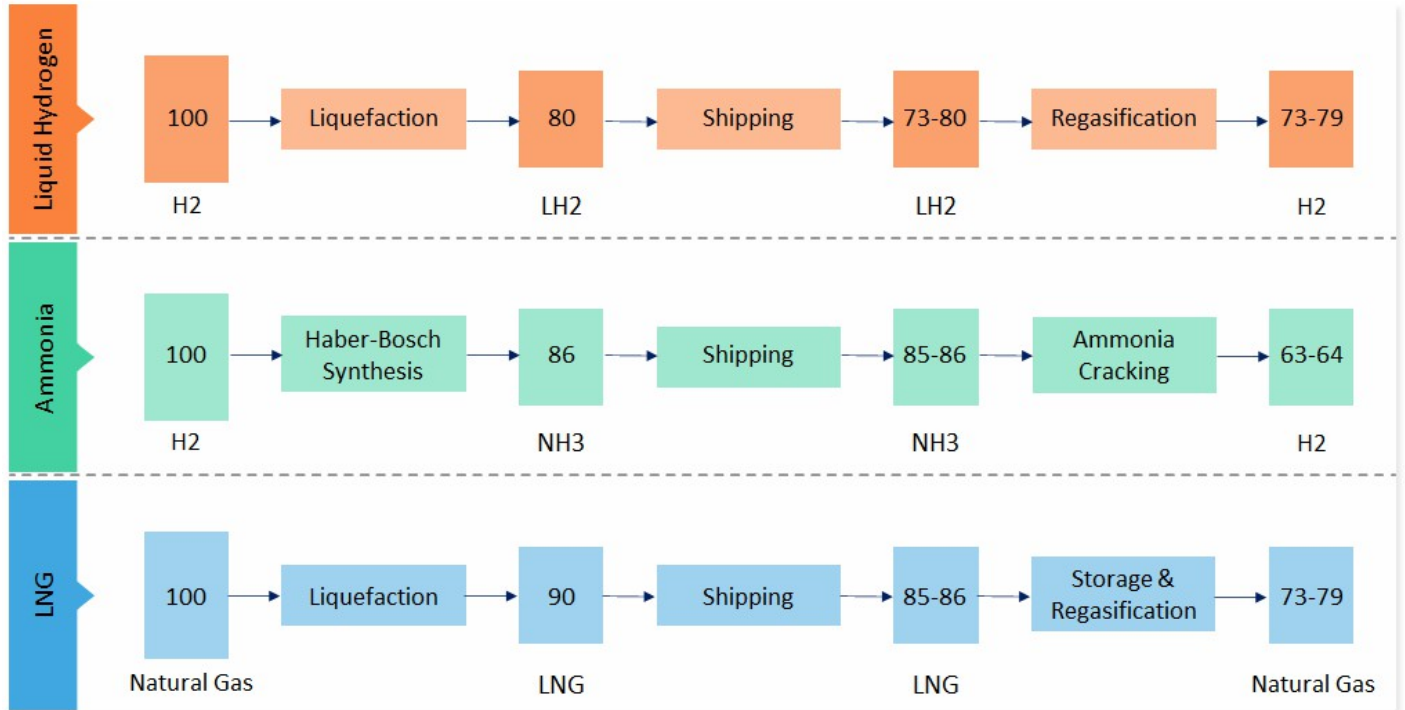 Liquid Hydrogen
100
Liquefaction
80
Shipping
73-80
Regasification
73-79
H2
LH2
LH2
H2
Ammonia
100
Haber-Bosch
Synthesis
86
Shipping
85-86
Ammonia
Cracking
63-64
H2
NH3
NH3
H2
LNG
100
Liquefaction
90
Shipping
85-86
Storage &
Regasification
73-79
Natural Gas
LNG
LNG
Natural Gas